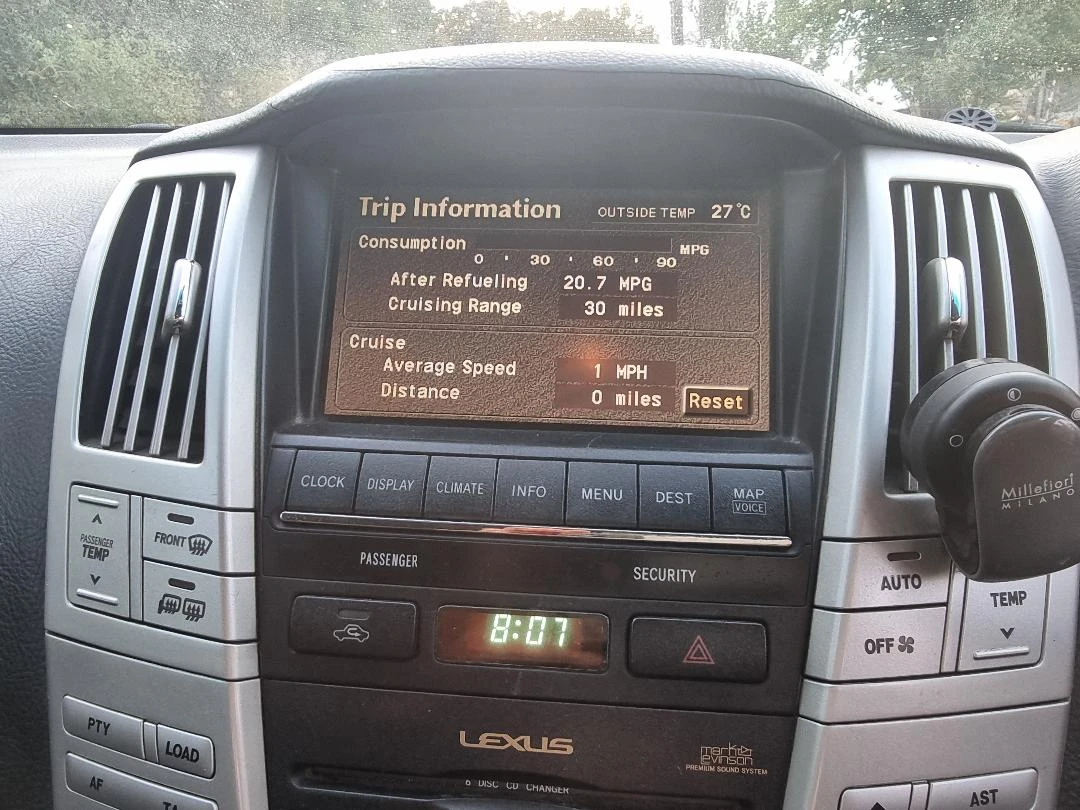 Trip Information OUTSIDE TEMP 27°C
Consumption MPG
0 30 60 90
After Refueling 20.7 MPG
Cruising Range 30 miles
Cruise
Average Speed 1 MPH
Distance 0 miles Reset
CLOCK DISPLAY CLIMATE INFO MENU DEST MAP
VOICE
PASSENGER SECURITY
PASSENGER
TEMP
FRONT
AUTO
TEMP
OFF
8:07
Millefiori
MILANO
PTY LOAD
LEXUS
mark levinson
PREMIUM SOUND SYSTEM
6 DISC CD CHANGER
AF TA
AST